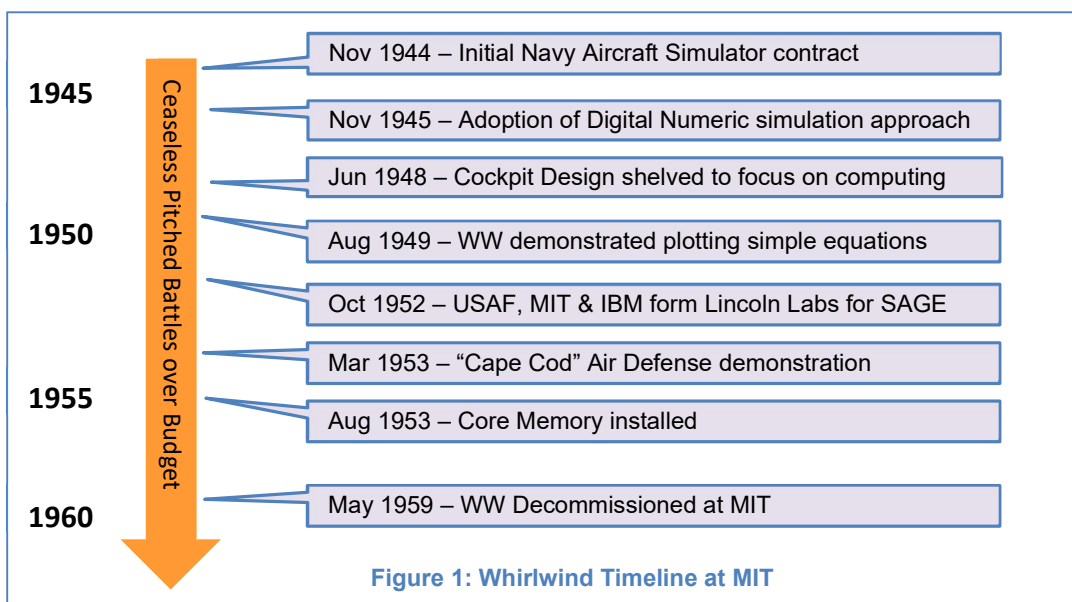 Nov 1944 – Initial Navy Aircraft Simulator contract
1945
Nov 1945 – Adoption of Digital Numeric simulation approach
Jun 1948 – Cockpit Design shelved to focus on computing
1950
Aug 1949 – WW demonstrated plotting simple equations
Oct 1952 – USAF, MIT & IBM form Lincoln Labs for SAGE
Mar 1953 – “Cape Cod” Air Defense demonstration
1955
Aug 1953 – Core Memory installed
May 1959 – WW Decommissioned at MIT
1960
Ceaseless Pitched Battles over Budget
Figure 1: Whirlwind Timeline at MIT